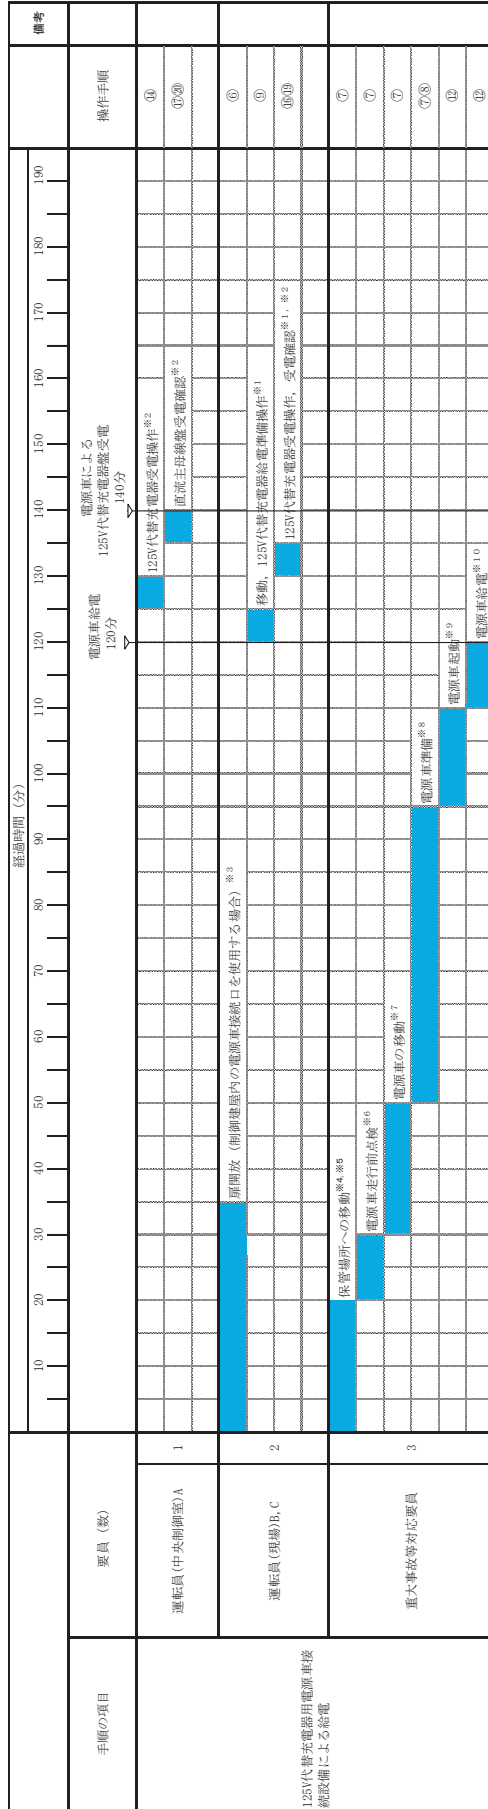 経過時間（分）
備考
10 20 30 40 50 60 70 80 90 100 110 120 130 140 150 160 170 180 190
手順の項目
要員（数）
操作手順
電源車給電
120分
電源車による
125V代替充電器盤受電
140分
125V代替充電器用電源車接
続設備による給電
運転員(中央制御室)A
1
125V代替充電器受電操作※2
⑭
直流主母線盤受電確認※2
⑰⑳
運転員(現場)B,C
2
扉開放（制御建屋内の電源車接続口を使用する場合）※3
⑥
移動，125V代替充電器給電準備操作※1
⑨
125V代替充電器受電操作，受電確認※1，※2
⑯⑲
重大事故等対応要員
3
保管場所への移動※4,※5
⑦
電源車走行前点検※6
⑦
電源車の移動※7
⑦
電源車準備※8
⑦⑧
電源車起動※9
⑫
電源車給電※10
⑫